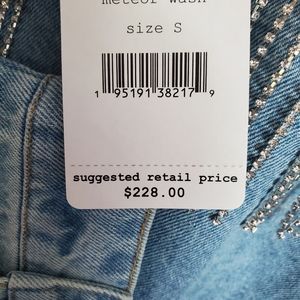 meteor wash
size S
1 95191 38217 9
suggested retail price
$228.00